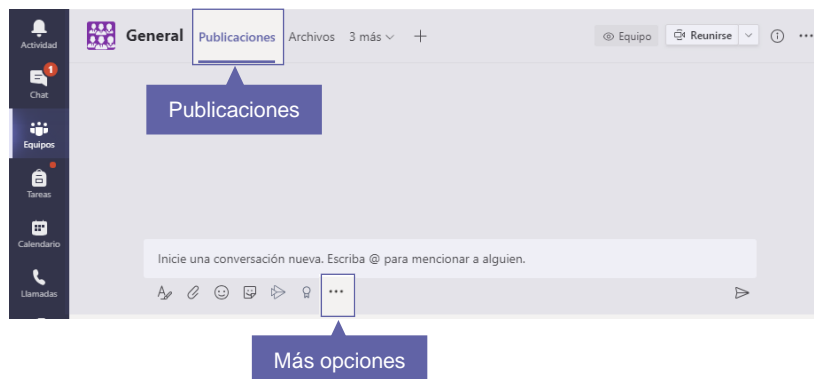 Actividad
1
Chat
Equipos
Tareas
Calendario
Llamadas
General Publicaciones Archivos 3 más + Equipo Reunirse
Publicaciones
Inicie una conversación nueva. Escriba @ para mencionar a alguien.
Más opciones